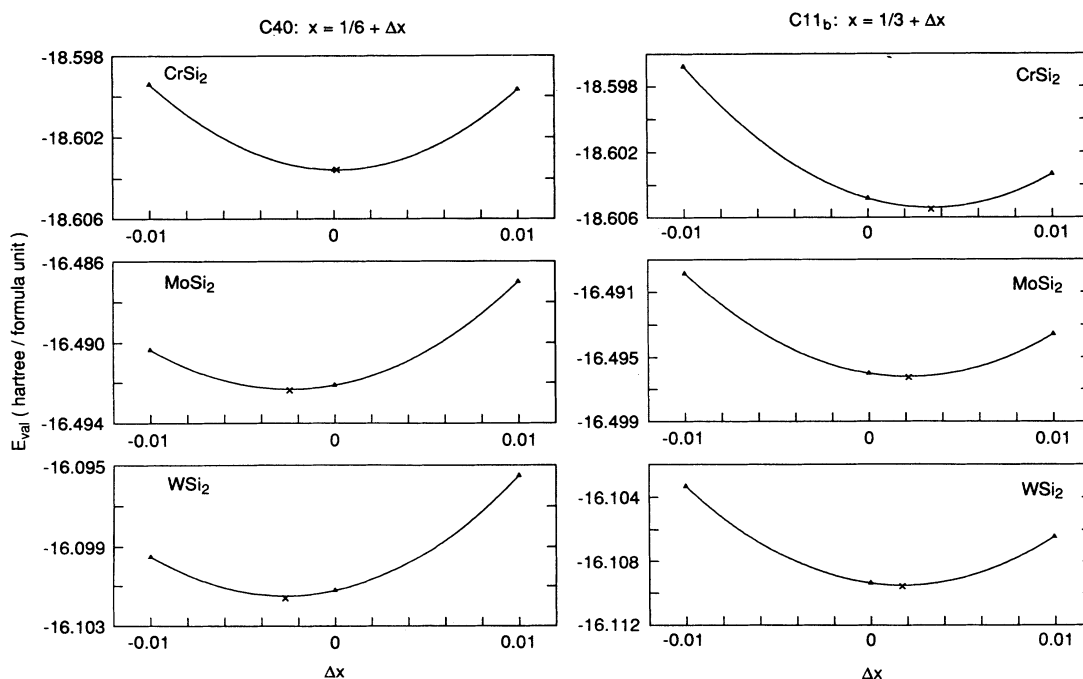 C40: x = 1/6 + Δx
C11b: x = 1/3 + Δx
E_val ( hartree / formula unit )
CrSi₂
-18.598
-18.602
-18.606
-0.01 0 0.01
CrSi₂
-18.598
-18.602
-18.606
-0.01 0 0.01
MoSi₂
-16.486
-16.490
-16.494
-0.01 0 0.01
MoSi₂
-16.491
-16.495
-16.499
-0.01 0 0.01
WSi₂
-16.095
-16.099
-16.103
-0.01 0 0.01
Δx
WSi₂
-16.104
-16.108
-16.112
-0.01 0 0.01
Δx